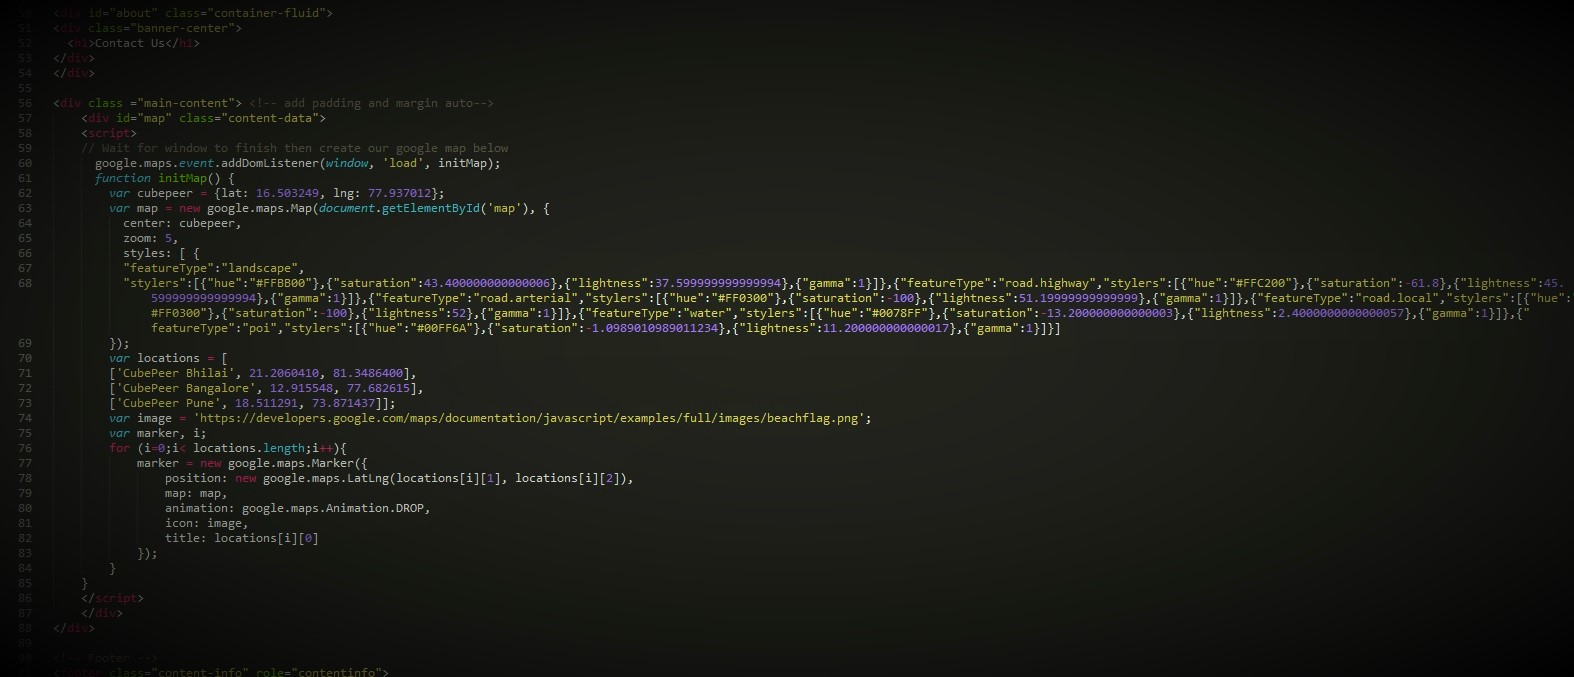 50 <div id="about" class="container-fluid">
51 <div class="banner-center">
52 <h1>Contact Us</h1>
53 </div>
54 </div>
55
56 <div class ="main-content"> <!-- add padding and margin auto-->
57 <div id="map" class="content-data">
58 <script>
59 // Wait for window to finish then create our google map below
60 google.maps.event.addDomListener(window, 'load', initMap);
61 function initMap() {
62 var cubepeer = {lat: 16.503249, lng: 77.937012};
63 var map = new google.maps.Map(document.getElementById('map'), {
64 center: cubepeer,
65 zoom: 5,
66 styles: [ {
67 "featureType":"landscape",
68 "stylers":[{"hue":"#FFBB00"},{"saturation":43.400000000000006},{"lightness":37.599999999999994},{"gamma":1}]},{"featureType":"road.highway","stylers":[{"hue":"#FFC200"},{"saturation":-61.8},{"lightness":45.
599999999999994},{"gamma":1}]},{"featureType":"road.arterial","stylers":[{"hue":"#FF0300"},{"saturation":-100},{"lightness":51.19999999999999},{"gamma":1}]},{"featureType":"road.local","stylers":[{"hue":"
#FF0300"},{"saturation":-100},{"lightness":52},{"gamma":1}]},{"featureType":"water","stylers":[{"hue":"#0078FF"},{"saturation":-13.200000000000003},{"lightness":2.4000000000000057},{"gamma":1}]},{"
featureType":"poi","stylers":[{"hue":"#00FF6A"},{"saturation":-1.0989010989011234},{"lightness":11.200000000000017},{"gamma":1}]}]
69 });
70 var locations = [
71 ['CubePeer Bhilai', 21.2060410, 81.3486400],
72 ['CubePeer Bangalore', 12.915548, 77.682615],
73 ['CubePeer Pune', 18.511291, 73.871437]];
74 var image = 'https://developers.google.com/maps/documentation/javascript/examples/full/images/beachflag.png';
75 var marker, i;
76 for (i=0;i< locations.length;i++){
77 marker = new google.maps.Marker({
78 position: new google.maps.LatLng(locations[i][1], locations[i][2]),
79 map: map,
80 animation: google.maps.Animation.DROP,
81 icon: image,
82 title: locations[i][0]
83 });
84 }
85 }
86 </script>
87 </div>
88 </div>
89
90 <!-- Footer -->
<footer class="content-info" role="contentinfo">